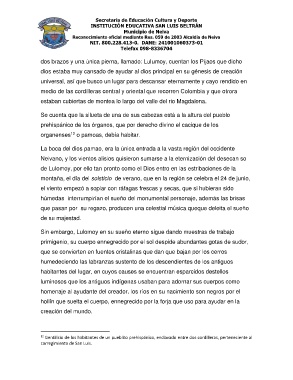 Secretaría de Educación Cultura y Deporte
INSTITUCIÓN EDUCATIVA SAN LUIS BELTRÁN
Municipio de Neiva
Reconocimiento oficial mediante Res. 059 de 2003 Alcaldía de Neiva
NIT. 800.228.413-0. DANE: 241001060373-01
Telefax 098-8336704
dos brazos y una única pierna, llamado: Lulumoy, cuentan los Pijaos que dicho
dios estaba muy cansado de ayudar al dios principal en su génesis de creación
universal, así que busco un lugar para descansar eternamente y cayo rendido en
medio de las cordilleras central y oriental que recorren Colombia y que otrora
estaban cubiertas de montea lo largo del valle del rio Magdalena.
Se cuenta que la silueta de una de sus cabezas está a la altura del pueblo
prehispánico de los órganos, que por derecho divino el cacique de los
organenses¹² o pamoas, debía habitar.
La boca del dios pamao, era la única entrada a la vasta región del occidente
Neivano, y los vientos alisios quisieron sumarse a la eternización del descanso
de Lulomoy, por ello tan pronto como el Dios entro en las estribaciones de la
montaña, el día del solsticio de verano, que en la región se celebra el 24 de junio,
el viento empezó a soplar con ráfagas frescas y secas, que si hubieran sido
húmedas interrumpirían el sueño del monumental personaje, además las brisas
que pasan por su regazo, producen una celestial música queque deleita el sueño
de su majestad.
Sin embargo, Lulumoy en su sueño eterno sigue dando muestras de trabajo
primigenio, su cuerpo ennegrecido por el sol despide abundantes gotas de sudor,
que se convierten en fuentes cristalinas que dan que bajan por los cerros
humedeciendo las labranzas sustento de los descendientes de los antiguos
habitantes del lugar, en cuyos causes se encuentran esparcidos destellos
luminosos que los antiguos indígenas usaban para adornar sus cuerpos como
homenaje al ayudante del creador. los ríos en su nacimiento son negros por el
hollín que suelta el cuerpo, ennegrecido por la forja que uso para ayudar en la
creación del mundo.
¹² Gentilicio de los habitantes de un pueblito prehispánico, enclavado entre dos cordilleras, perteneciente al
corregimiento de San Luis.